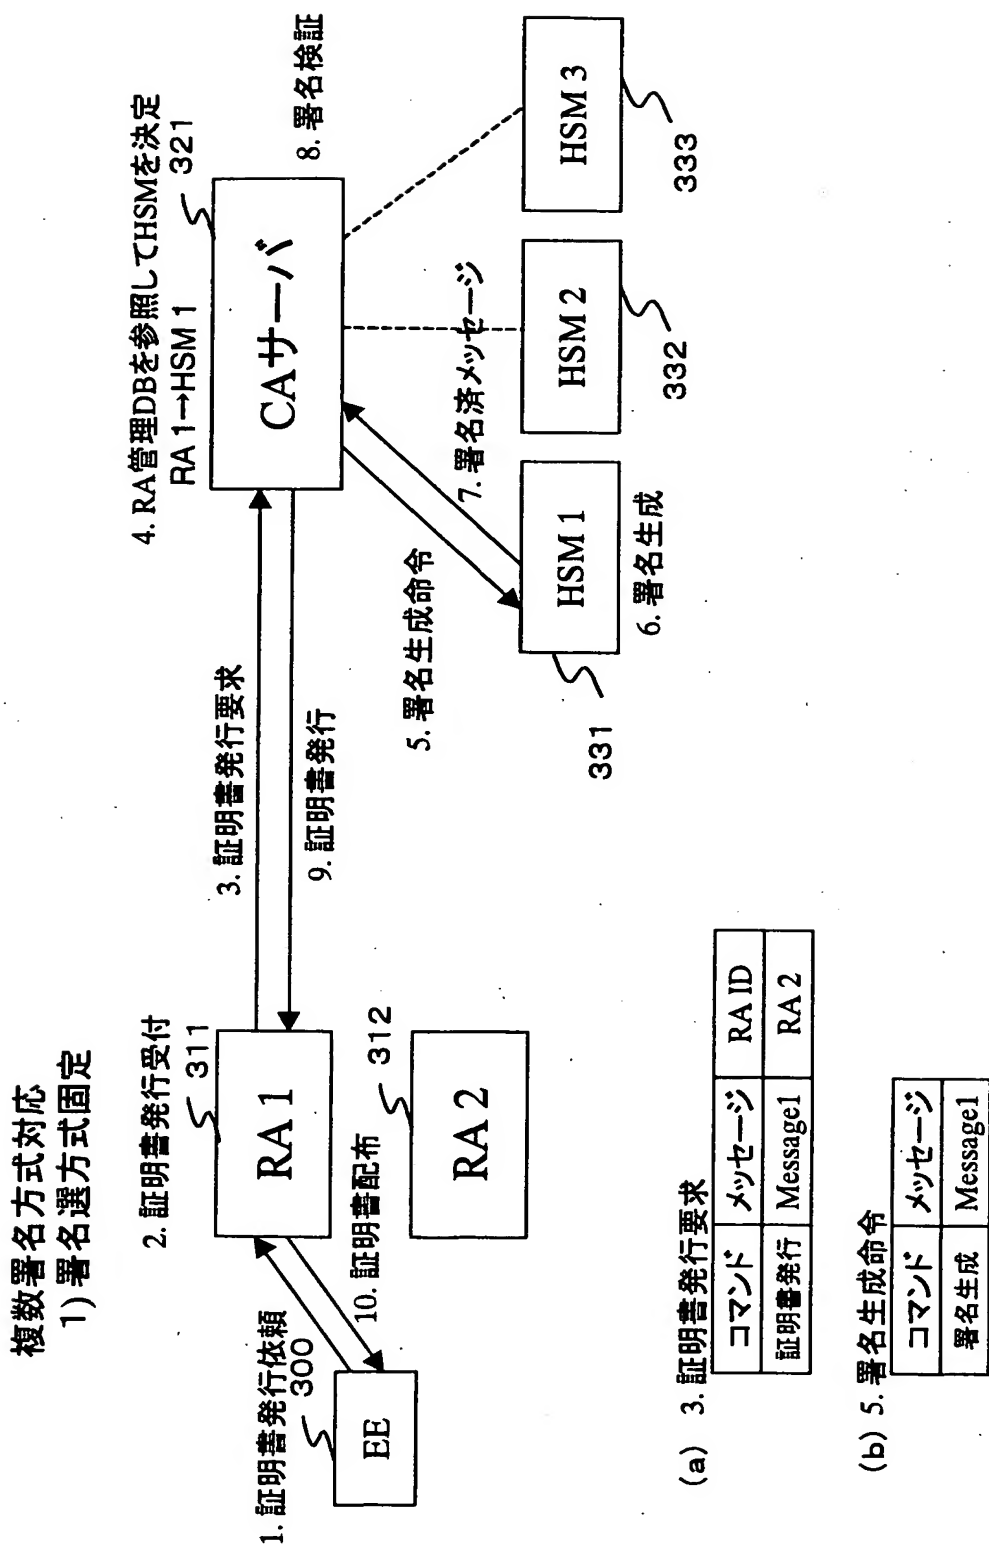 複数署名方式対応
1) 署名選方式固定
1. 証明書発行依頼
300
EE
2. 証明書発行受付
311
RA 1
10. 証明書配布
312
RA 2
3. 証明書発行要求
9. 証明書発行
4. RA管理DBを参照してHSMを決定
RA 1→HSM 1
321
CAサーバ
8. 署名検証
5. 署名生成命令
7. 署名済メッセージ
HSM 1
331
6. 署名生成
HSM 2
332
HSM 3
333
(a) 3. 証明書発行要求
コマンド メッセージ RA ID
証明書発行 Message1 RA 2
(b) 5. 署名生成命令
コマンド メッセージ
署名生成 Message1